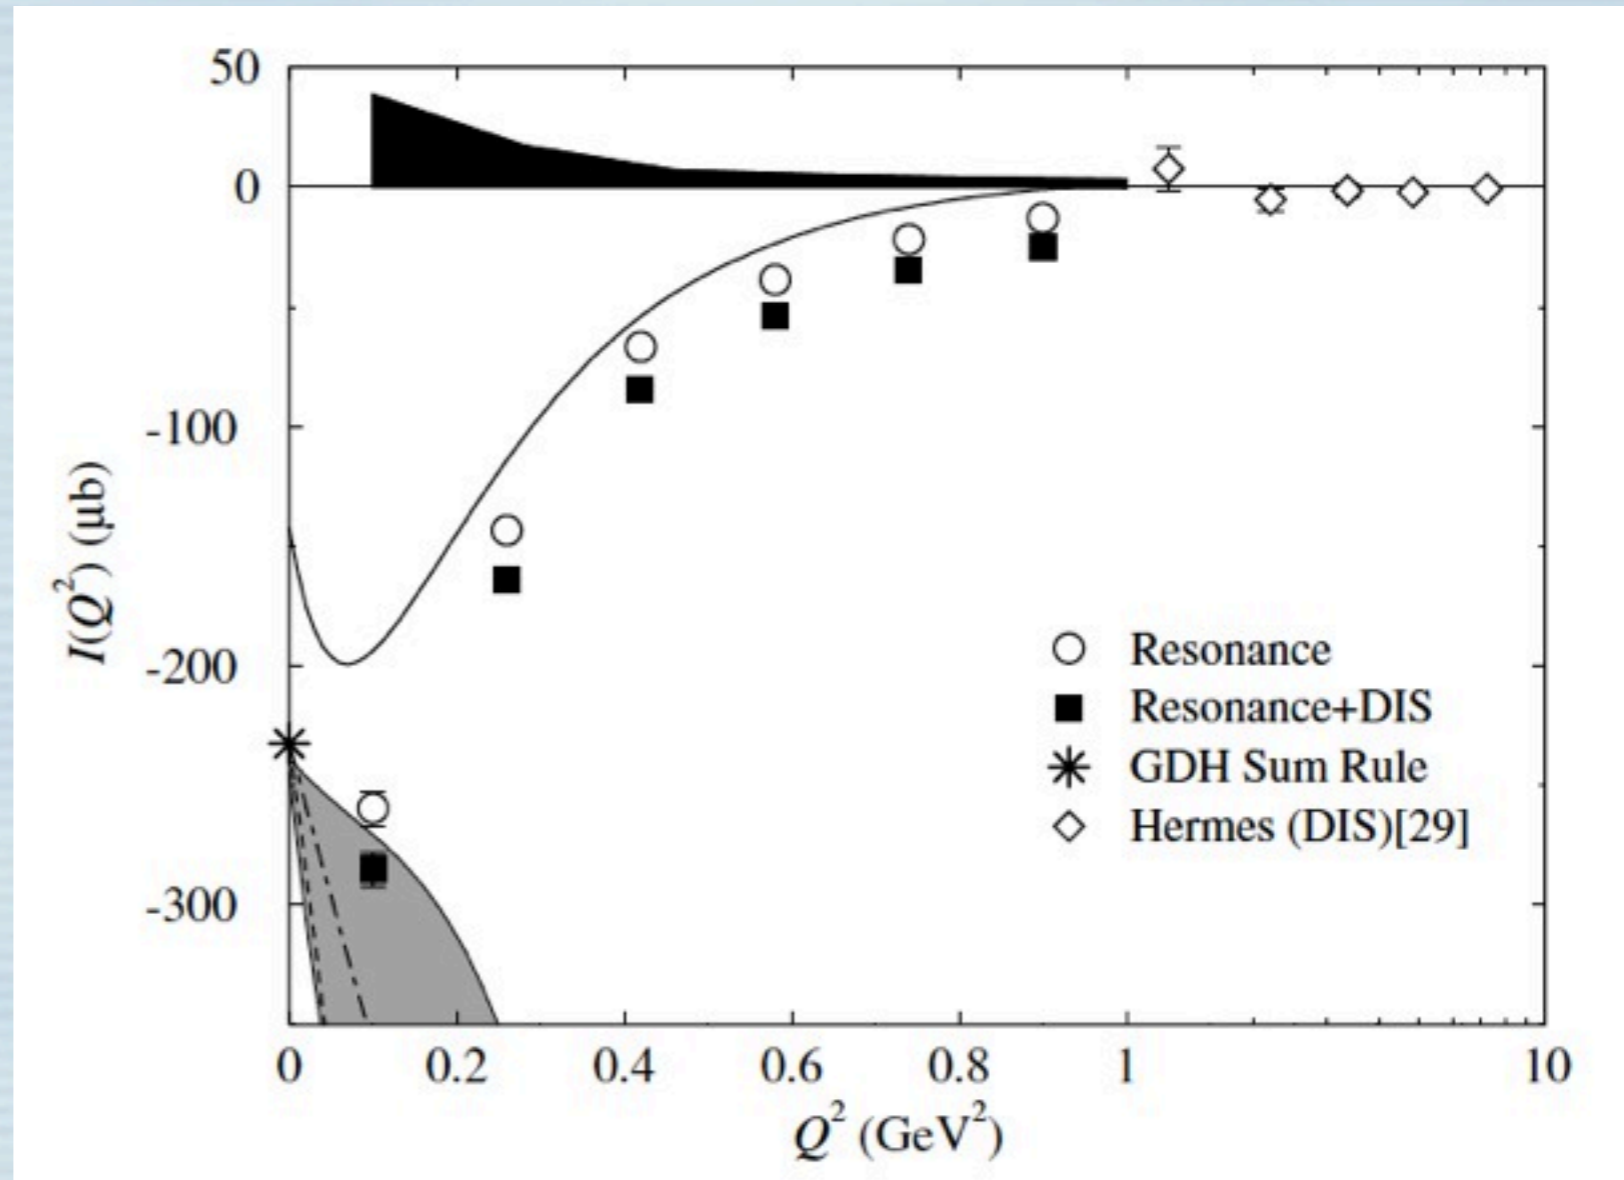 50
0
-100
-200
-300
I(Q²) (μb)
Resonance
Resonance+DIS
GDH Sum Rule
Hermes (DIS)[29]
0 0.2 0.4 0.6 0.8 1 10
Q² (GeV²)